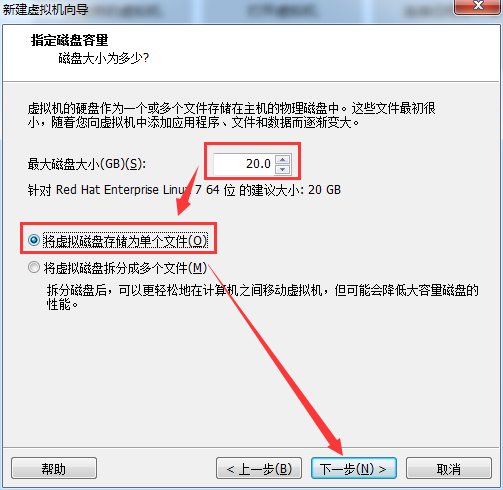 新建虚拟机向导
指定磁盘容量
磁盘大小为多少?
虚拟机的硬盘作为一个或多个文件存储在主机的物理磁盘中。这些文件最初很
小，随着您向虚拟机中添加应用程序、文件和数据而逐渐变大。
最大磁盘大小(GB)(S): 20.0
针对 Red Hat Enterprise Linux 7 64 位 的建议大小: 20 GB
将虚拟磁盘存储为单个文件(O)
将虚拟磁盘拆分成多个文件(M)
拆分磁盘后，可以更轻松地在计算机之间移动虚拟机，但可能会降低大容量磁盘的
性能。
帮助 < 上一步(B) 下一步(N) > 取消